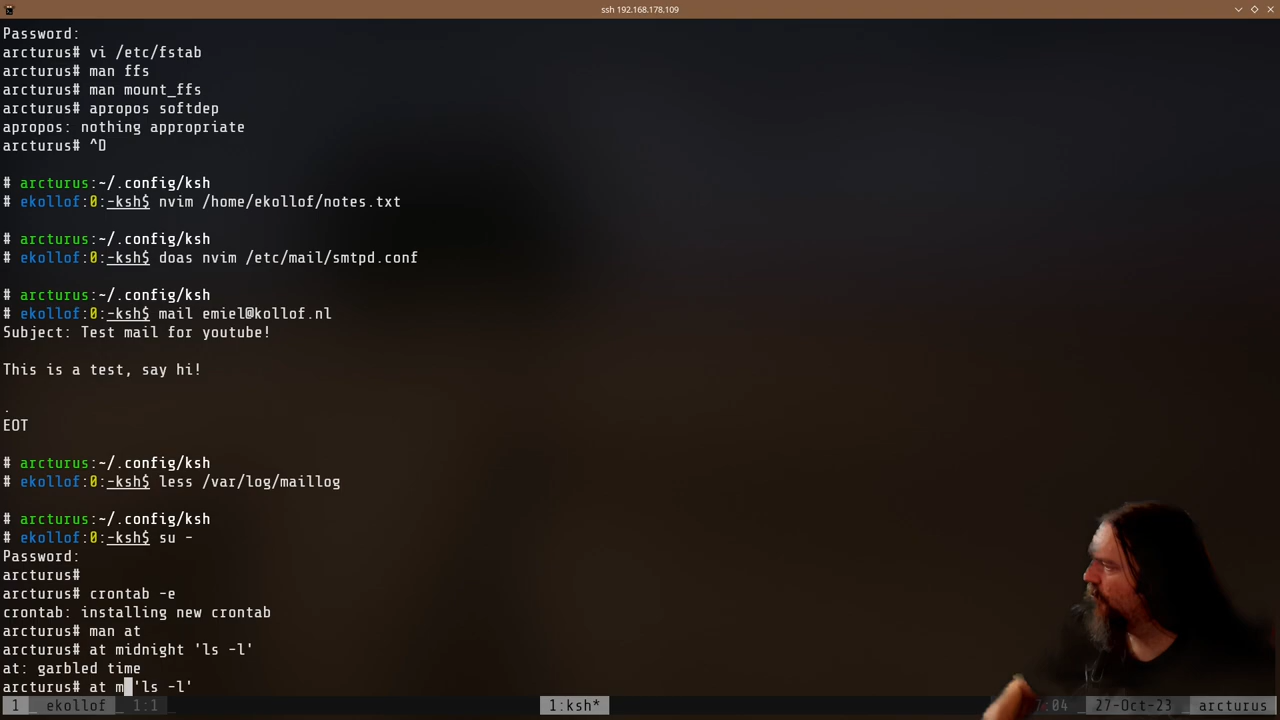 ssh 192.168.178.109
Password:
arcturus# vi /etc/fstab
arcturus# man ffs
arcturus# man mount_ffs
arcturus# apropos softdep
apropos: nothing appropriate
arcturus# ^D
# arcturus:~/.config/ksh
# ekollof:0:-ksh$ nvim /home/ekollof/notes.txt
# arcturus:~/.config/ksh
# ekollof:0:-ksh$ doas nvim /etc/mail/smtpd.conf
# arcturus:~/.config/ksh
# ekollof:0:-ksh$ mail emiel@kollof.nl
Subject: Test mail for youtube!
This is a test, say hi!
.
EOT
# arcturus:~/.config/ksh
# ekollof:0:-ksh$ less /var/log/maillog
# arcturus:~/.config/ksh
# ekollof:0:-ksh$ su -
Password:
arcturus#
arcturus# crontab -e
crontab: installing new crontab
arcturus# man at
arcturus# at midnight 'ls -l'
at: garbled time
arcturus# at m 'ls -l'
1 ekollof 1:1 1:ksh* 7:04 27-Oct-23 arcturus